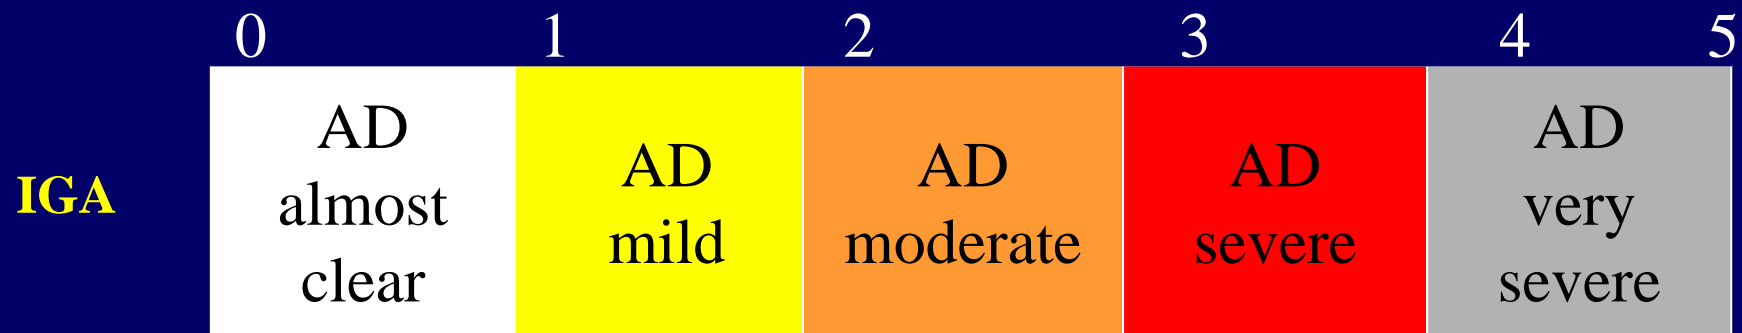 0 1 2 3 4 5
IGA
AD
almost
clear
AD
mild
AD
moderate
AD
severe
AD
very
severe